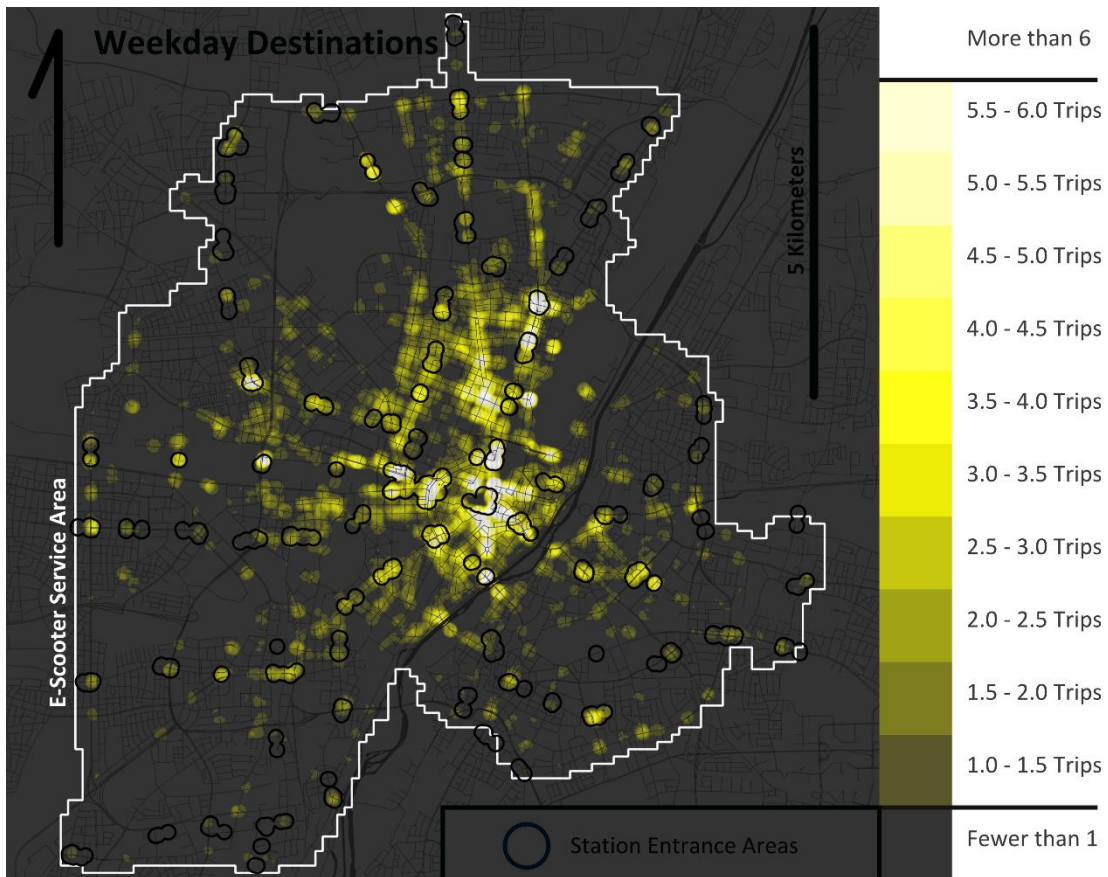 Weekday Destinations
5 Kilometers
E-Scooter Service Area
Station Entrance Areas
More than 6
5.5 - 6.0 Trips
5.0 - 5.5 Trips
4.5 - 5.0 Trips
4.0 - 4.5 Trips
3.5 - 4.0 Trips
3.0 - 3.5 Trips
2.5 - 3.0 Trips
2.0 - 2.5 Trips
1.5 - 2.0 Trips
1.0 - 1.5 Trips
Fewer than 1